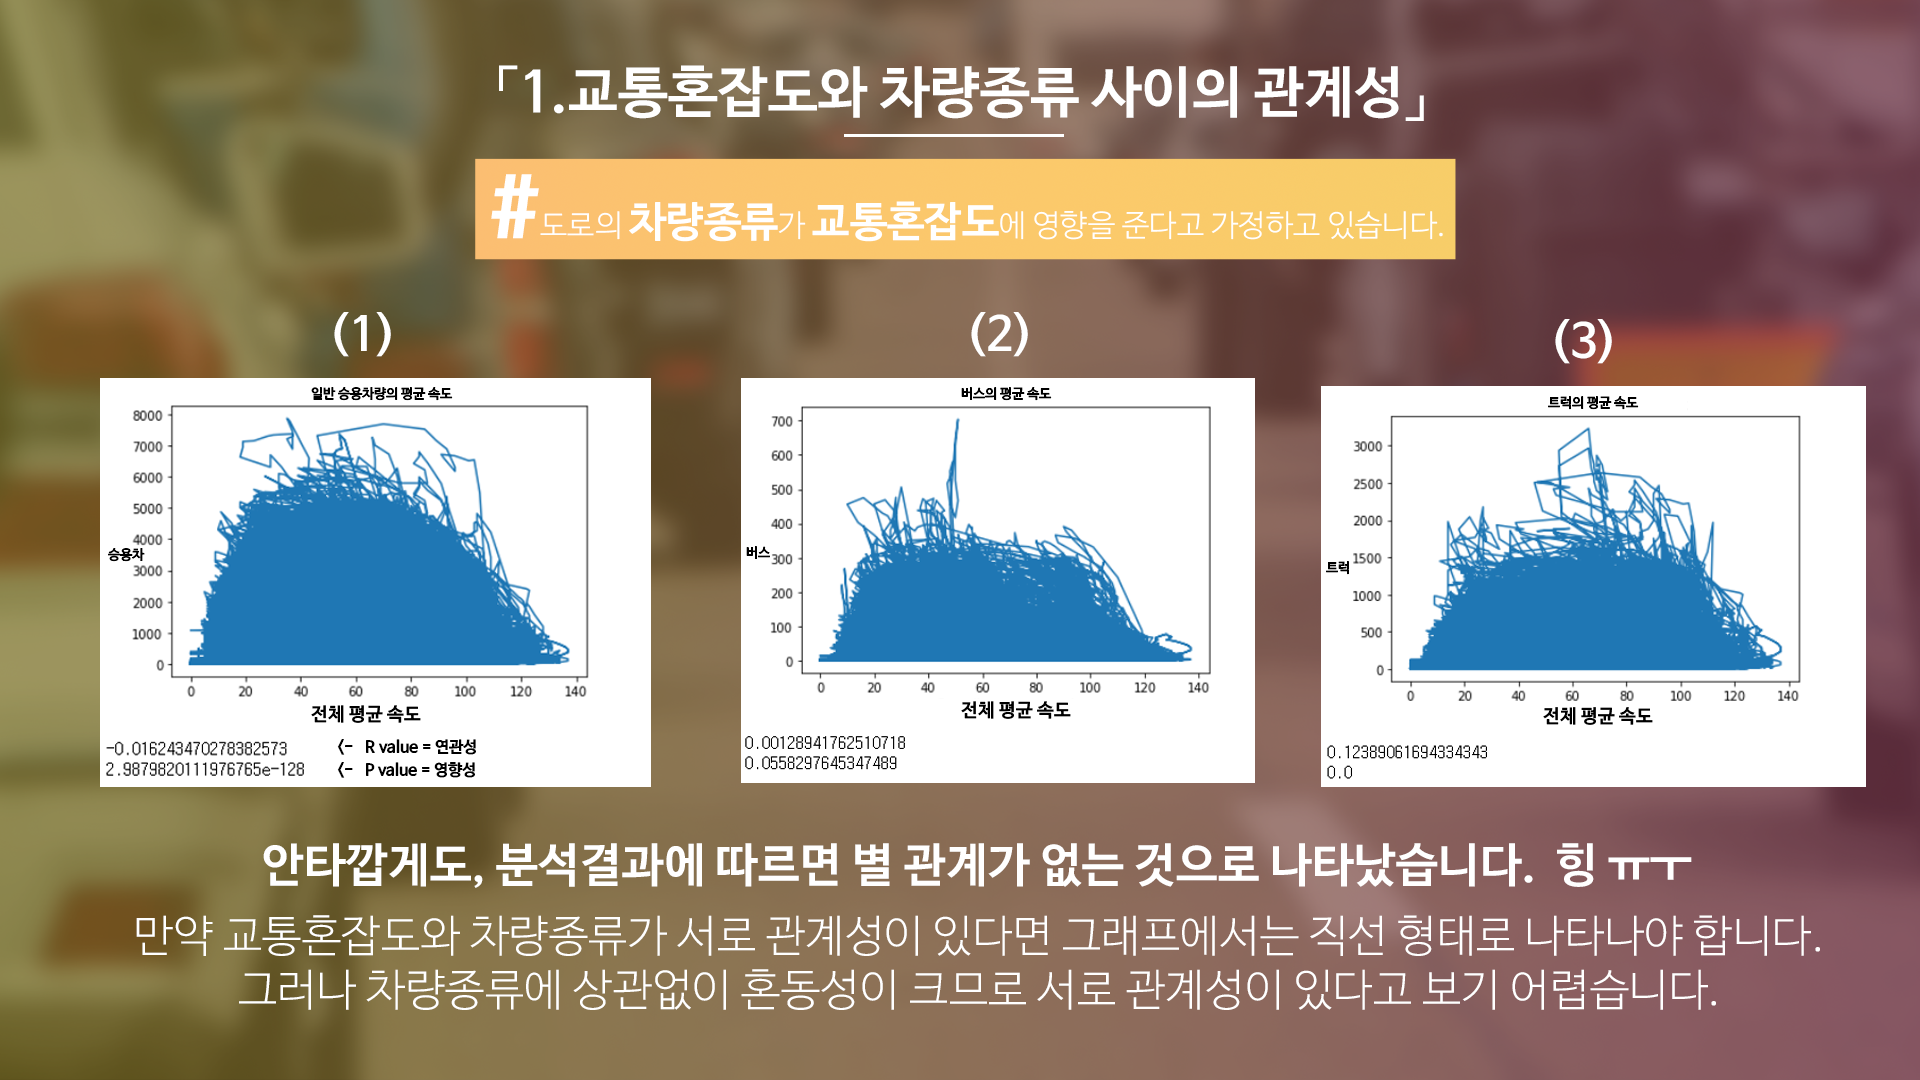 「1.교통혼잡도와 차량종류 사이의 관계성」
#도로의 차량종류가 교통혼잡도에 영향을 준다고 가정하고 있습니다.
(1)
일반 승용차량의 평균 속도
8000
7000
6000
5000
4000
승용차
3000
2000
1000
0
0 20 40 60 80 100 120 140
전체 평균 속도
-0.016243470278382573 <- R value = 연관성
2.9879820111976765e-128 <- P value = 영향성
(2)
버스의 평균 속도
700
600
500
400
버스
300
200
100
0
0 20 40 60 80 100 120 140
전체 평균 속도
0.00128941762510718
0.0558297645347489
(3)
트럭의 평균 속도
3000
2500
2000
1500
트럭
1000
500
0
0 20 40 60 80 100 120 140
전체 평균 속도
0.12389061694334343
0.0
안타깝게도, 분석결과에 따르면 별 관계가 없는 것으로 나타났습니다. 힝 ㅠㅜ
만약 교통혼잡도와 차량종류가 서로 관계성이 있다면 그래프에서는 직선 형태로 나타나야 합니다.
그러나 차량종류에 상관없이 혼동성이 크므로 서로 관계성이 있다고 보기 어렵습니다.